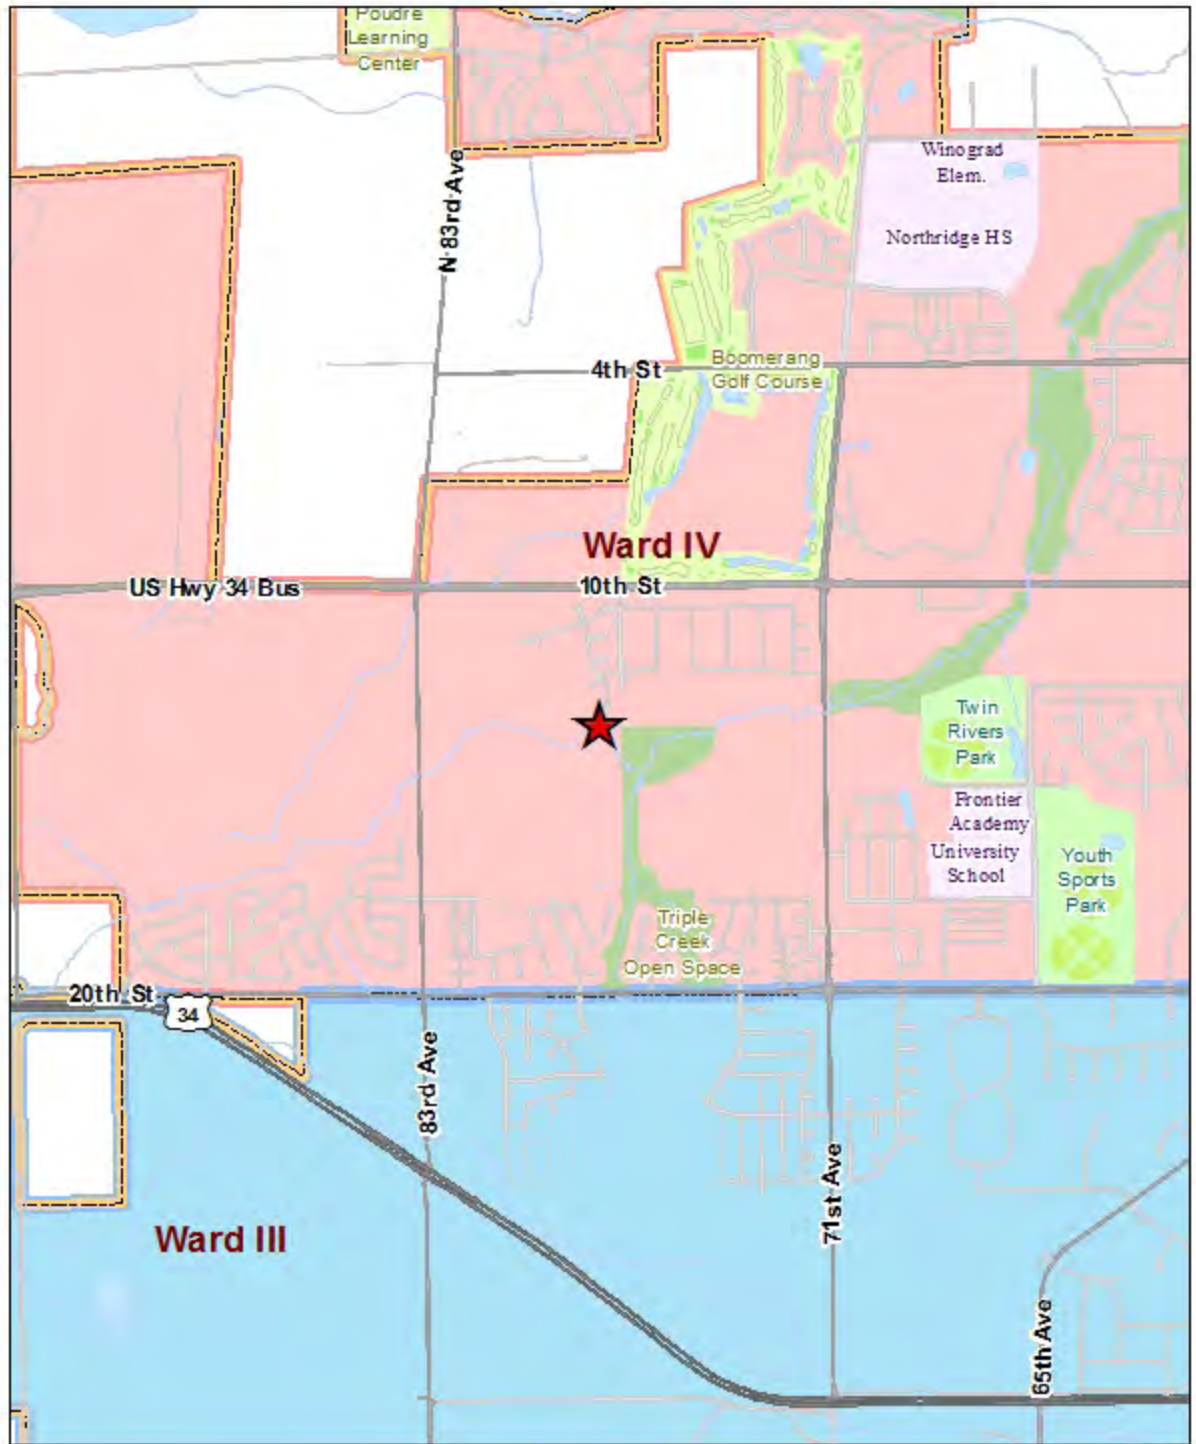 Poudre
Learning
Center
Winograd
Elem.
N 83rd Ave
Northridge HS
4th St
Boomerang
Golf Course
Ward IV
US Hwy 34 Bus
10th St
Twin
Rivers
Park
Frontier
Academy
University
School
Youth
Sports
Park
Triple
Creek
Open Space
20th St
34
83rd Ave
71st Ave
Ward III
65th Ave